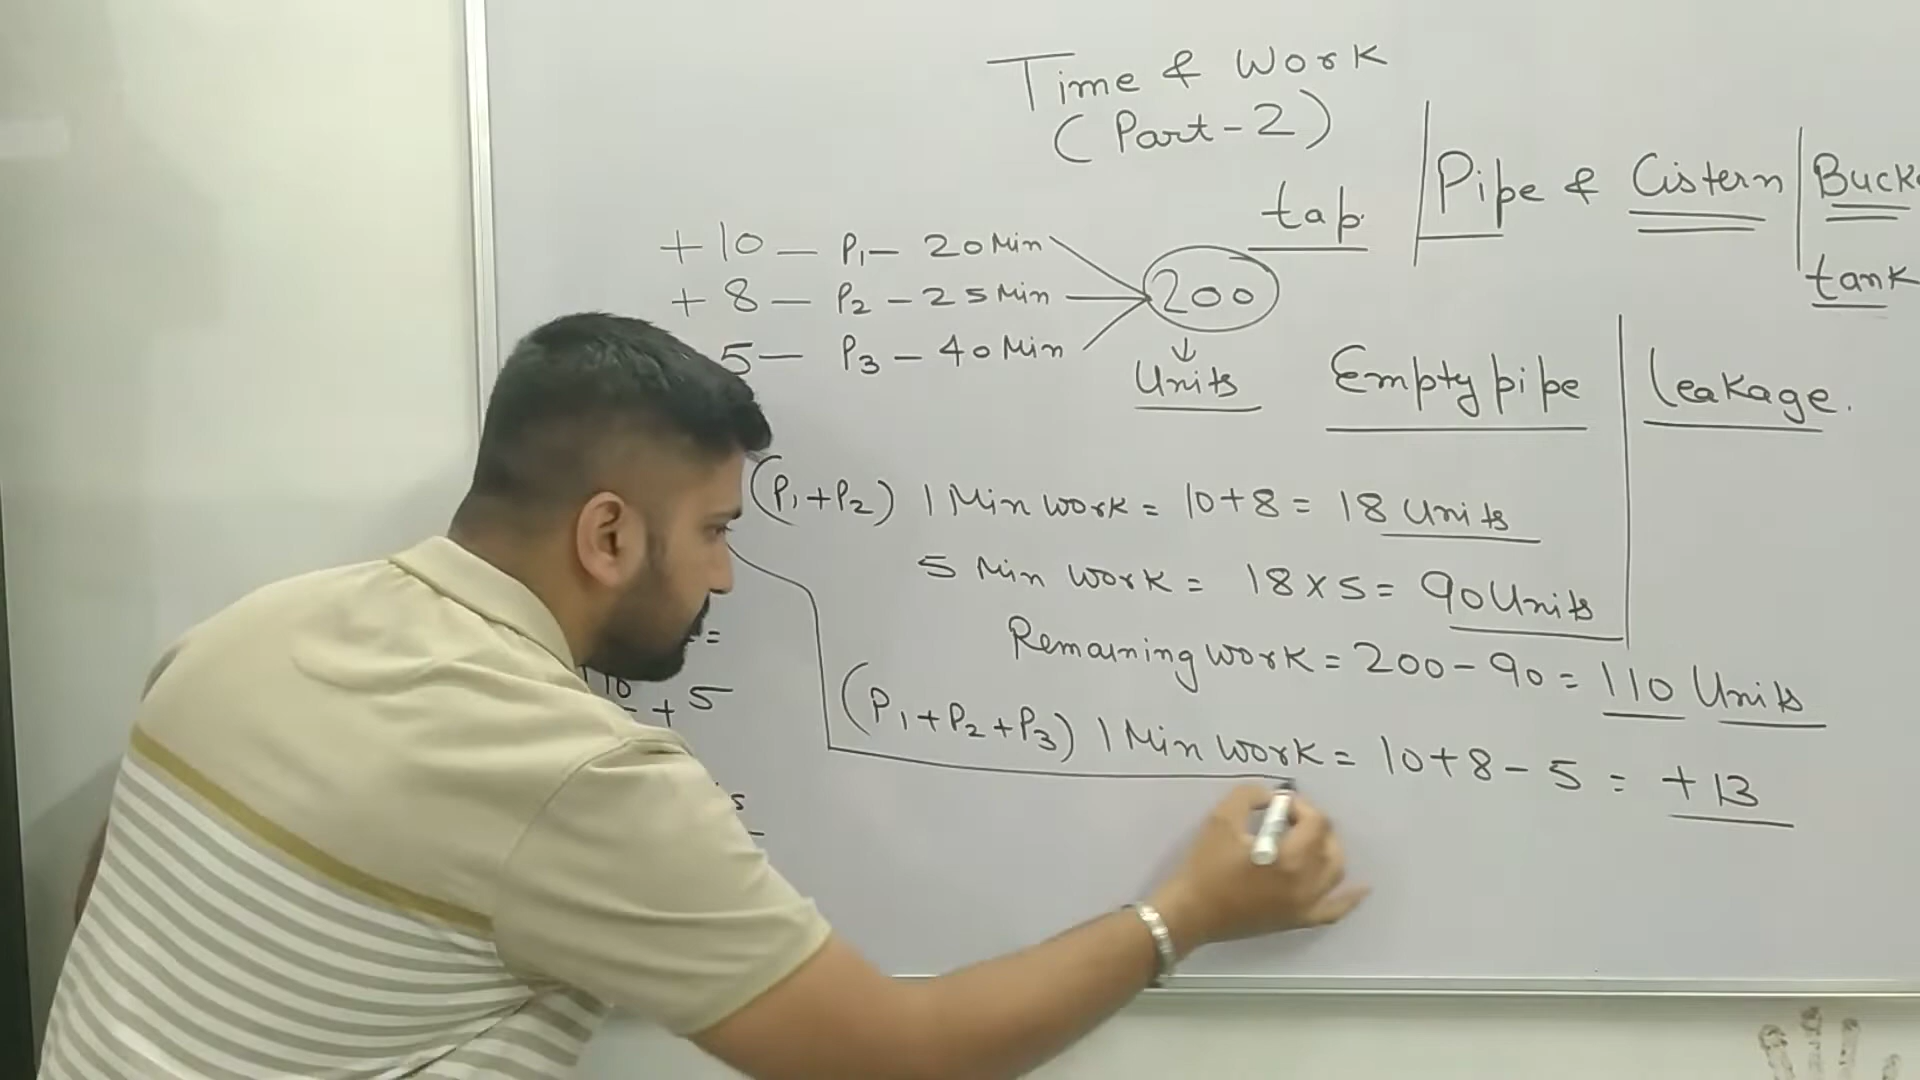 Time & Work
(Part-2)
tap
Pipe & Cistern
tank
+10 — P1 — 20 Min
+ 8 — P2 - 25 Min
5 — P3 - 40 Min
200
↓
Units
Empty pipe
Leakage.
(P1+P2) 1 Min work = 10+8 = 18 Units
5 Min work = 18 x 5 = 90 Units
Remaining work = 200 - 90 = 110 Units
(P1+P2+P3) 1 Min work = 10+8-5 = +13
=
110 + 5